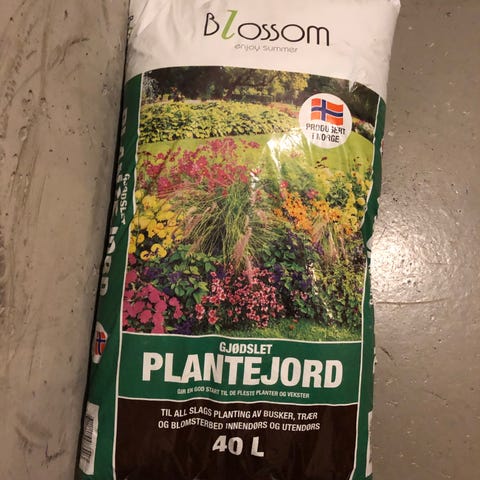 Blossom
enjoy summer
PRODUSERT
I NORGE
GJØDSLET
PLANTEJORD
GIR EN GOD START TIL DE FLESTE PLANTER OG VEKSTER
TIL ALL SLAGS PLANTING AV BUSKER, TRÆR
OG BLOMSTERBED INNENDØRS OG UTENDØRS
40 L